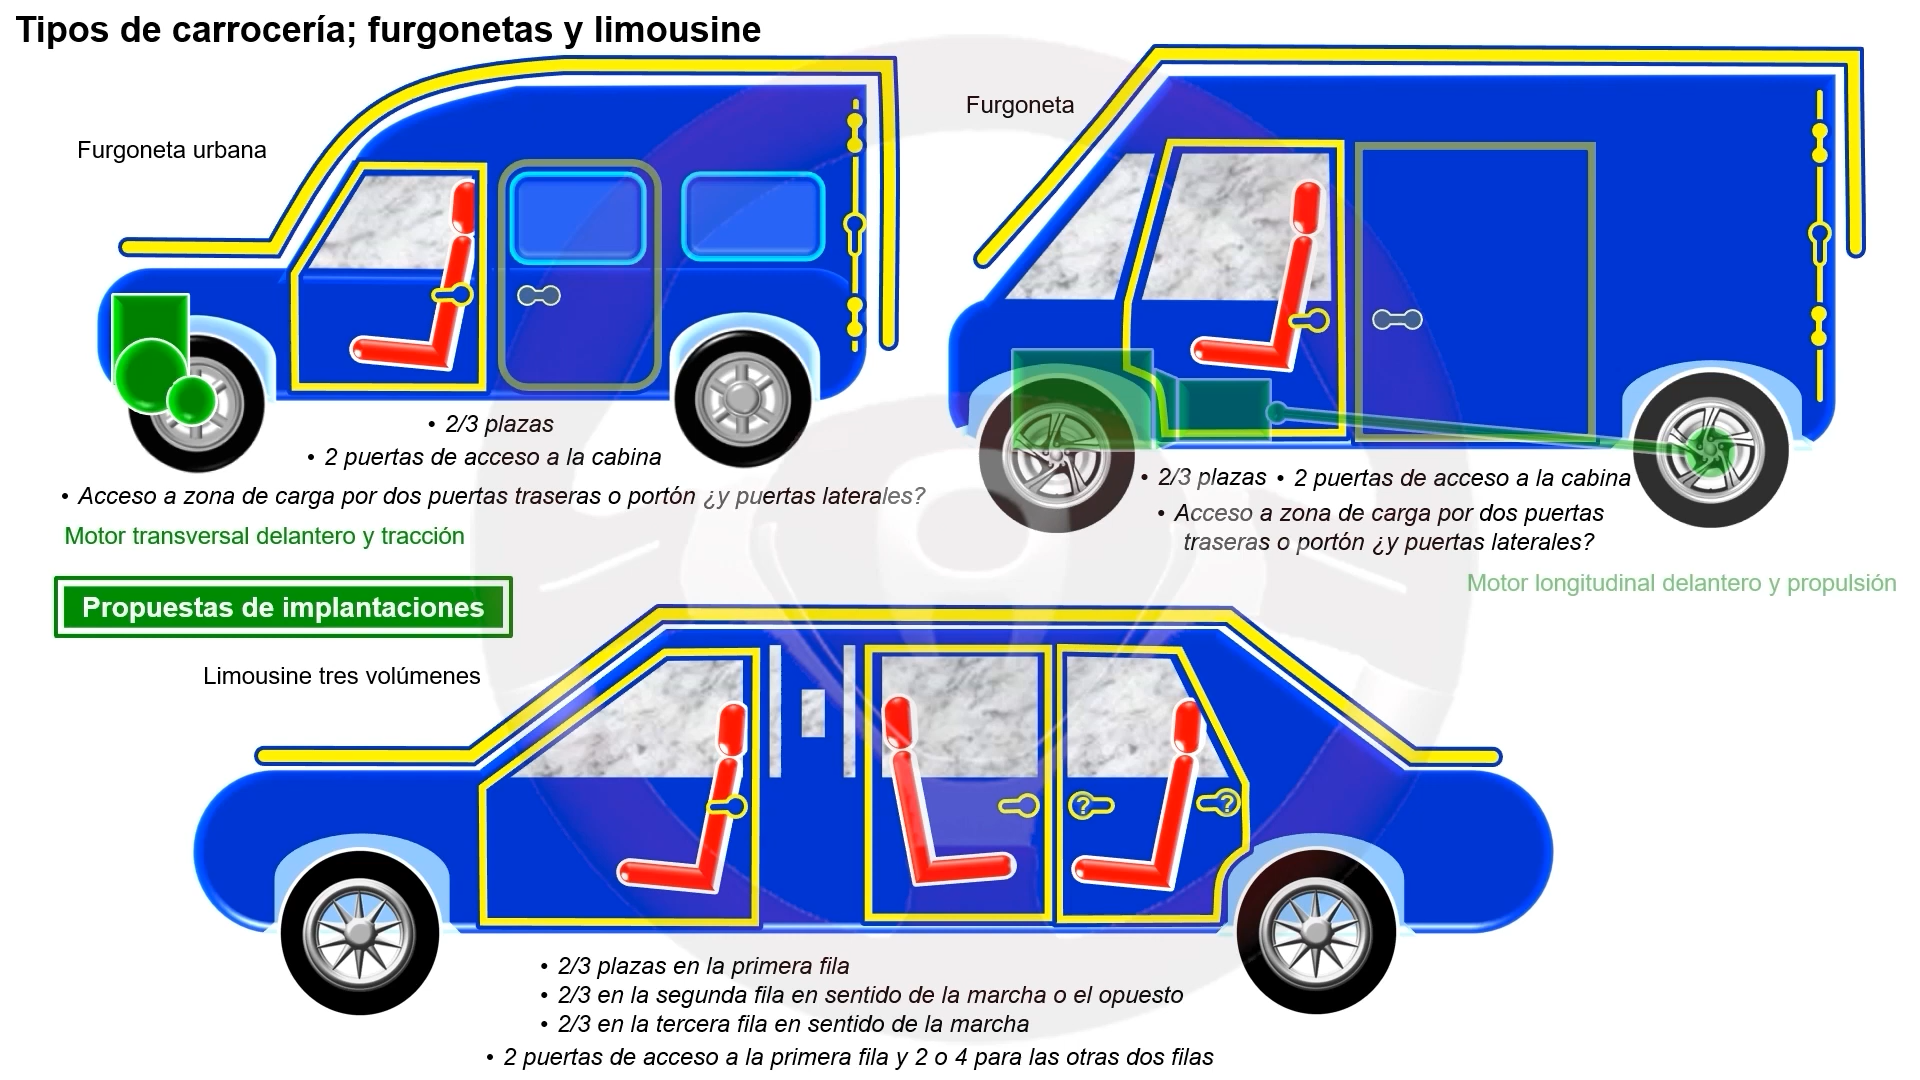 Tipos de carrocería; furgonetas y limousine
Furgoneta urbana
• 2/3 plazas
• 2 puertas de acceso a la cabina
• Acceso a zona de carga por dos puertas traseras o portón ¿y puertas laterales?
Motor transversal delantero y tracción
Furgoneta
• 2/3 plazas • 2 puertas de acceso a la cabina
• Acceso a zona de carga por dos puertas
traseras o portón ¿y puertas laterales?
Motor longitudinal delantero y propulsión
Propuestas de implantaciones
Limousine tres volúmenes
?
?
• 2/3 plazas en la primera fila
• 2/3 en la segunda fila en sentido de la marcha o el opuesto
• 2/3 en la tercera fila en sentido de la marcha
• 2 puertas de acceso a la primera fila y 2 o 4 para las otras dos filas